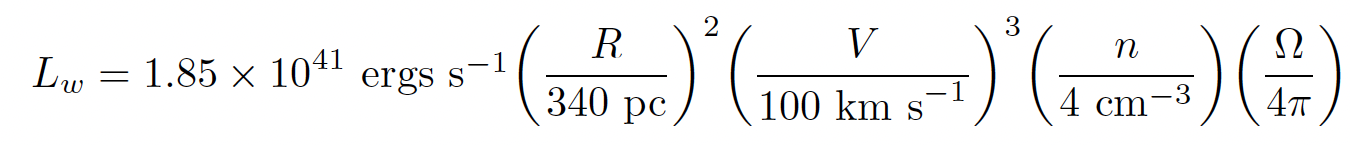 L_w = 1.85 × 10^41 ergs s^−1 (R / 340 pc)^2 (V / 100 km s^−1)^3 (n / 4 cm^−3) (Ω / 4π)